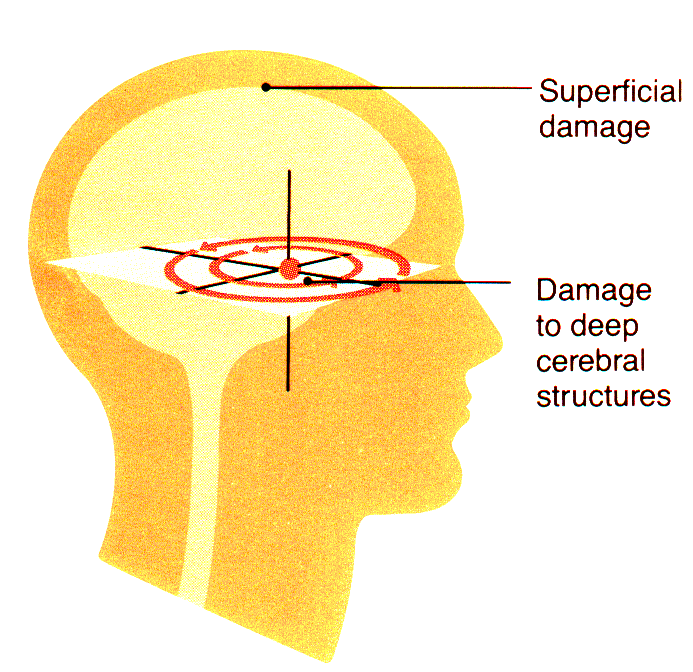 Superficial
damage
Damage
to deep
cerebral
structures